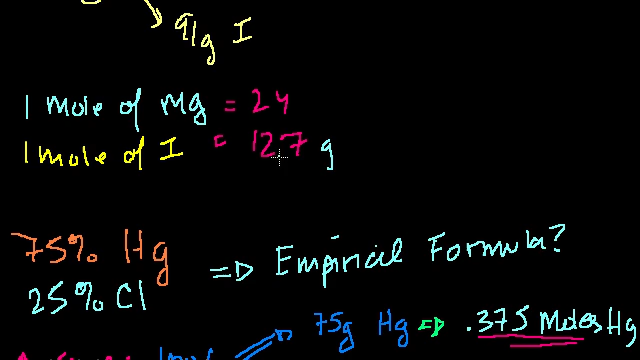 91g I
1 Mole of Mg = 24
1 mole of I = 127 g
75% Hg => Empirical Formula?
25% Cl
75g Hg => .375 Moles Hg